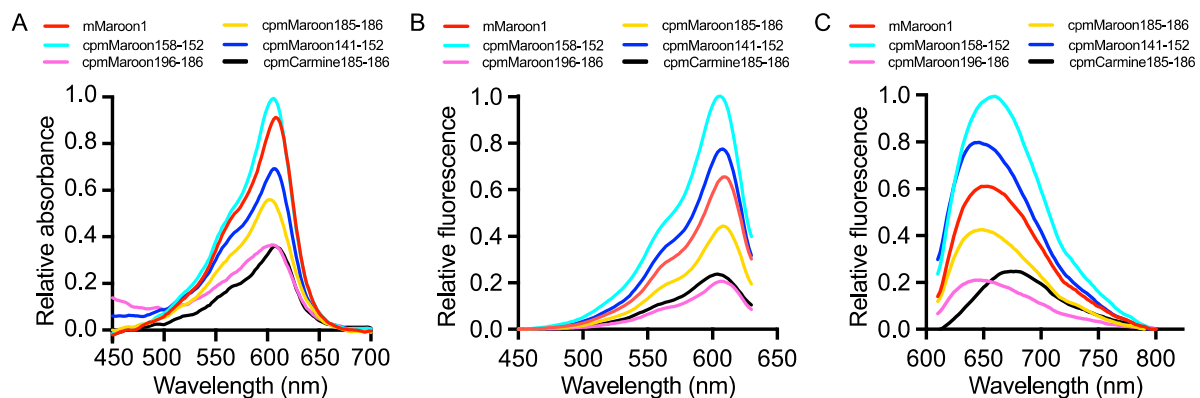 A
mMaroon1
cpmMaroon185-186
cpmMaroon158-152
cpmMaroon141-152
cpmMaroon196-186
cpmCarmine185-186
Relative absorbance
1.0
0.8
0.6
0.4
0.2
0.0
450 500 550 600 650 700
Wavelength (nm)
B
mMaroon1
cpmMaroon185-186
cpmMaroon158-152
cpmMaroon141-152
cpmMaroon196-186
cpmCarmine185-186
Relative fluorescence
1.0
0.8
0.6
0.4
0.2
0.0
450 500 550 600 650
Wavelength (nm)
C
mMaroon1
cpmMaroon185-186
cpmMaroon158-152
cpmMaroon141-152
cpmMaroon196-186
cpmCarmine185-186
Relative fluorescence
1.0
0.8
0.6
0.4
0.2
0.0
600 650 700 750 800
Wavelength (nm)